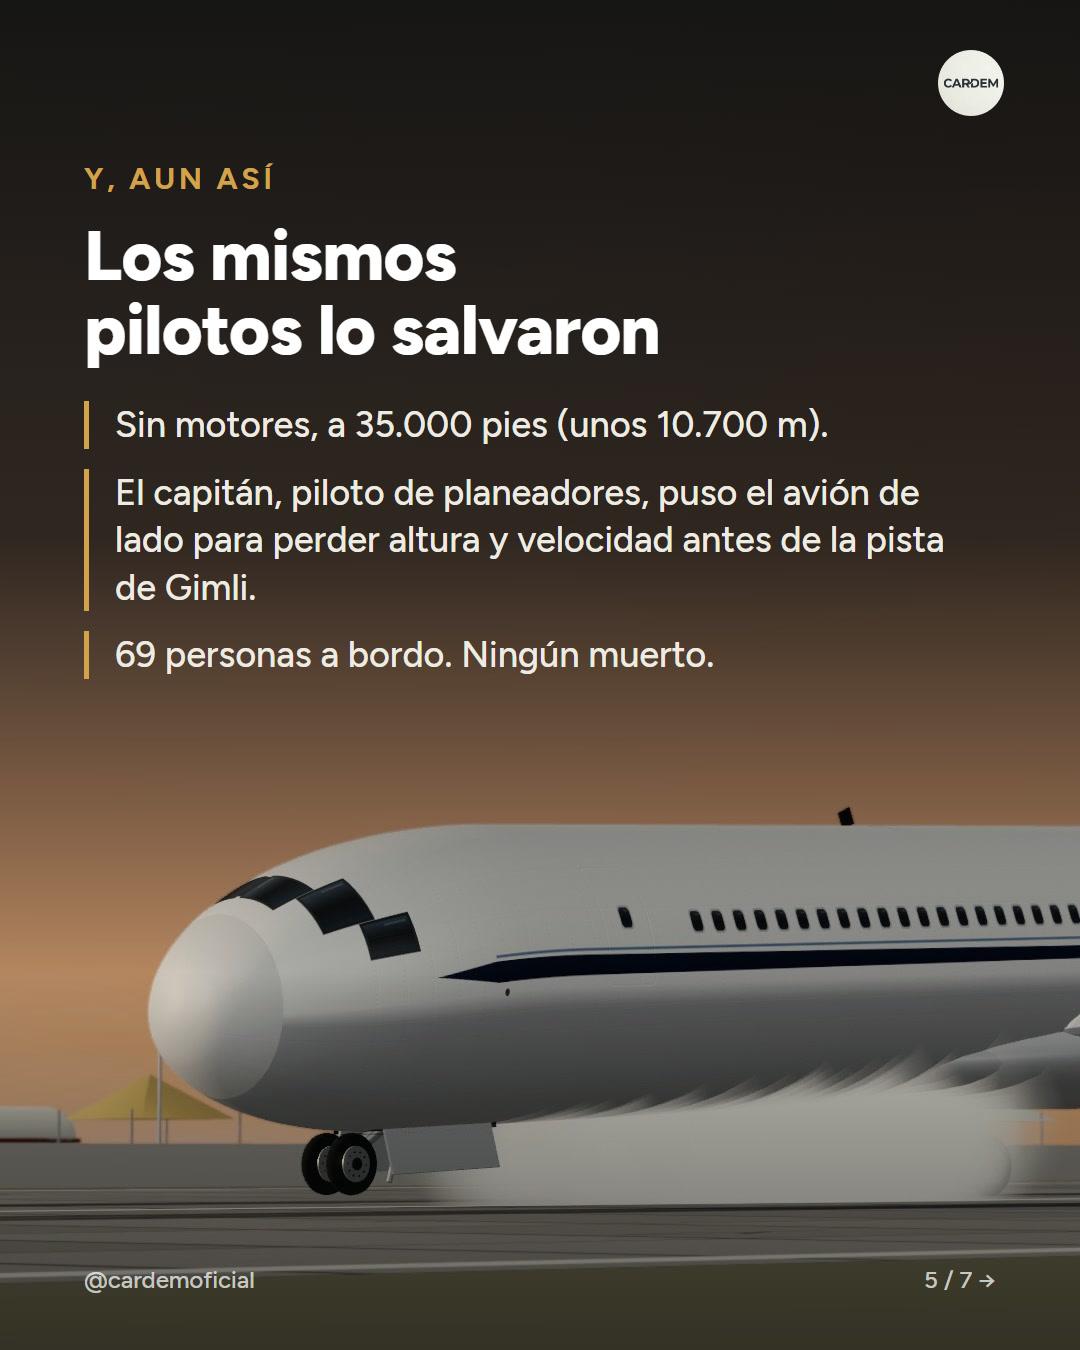 CARDEM
Y, AUN ASÍ
Los mismos
pilotos lo salvaron
Sin motores, a 35.000 pies (unos 10.700 m).
El capitán, piloto de planeadores, puso el avión de
lado para perder altura y velocidad antes de la pista
de Gimli.
69 personas a bordo. Ningún muerto.
@cardemoficial
5 / 7 →